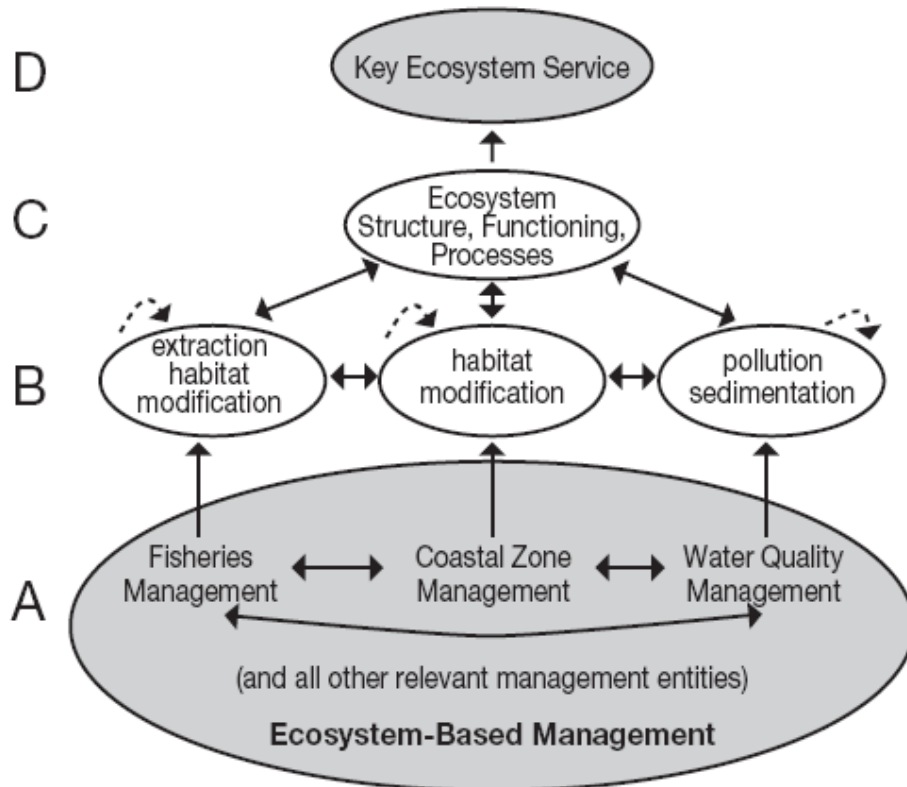 D
Key Ecosystem Service
C
Ecosystem
Structure, Functioning,
Processes
B
extraction
habitat
modification
habitat
modification
pollution
sedimentation
A
Fisheries
Management
Coastal Zone
Management
Water Quality
Management
(and all other relevant management entities)
Ecosystem-Based Management